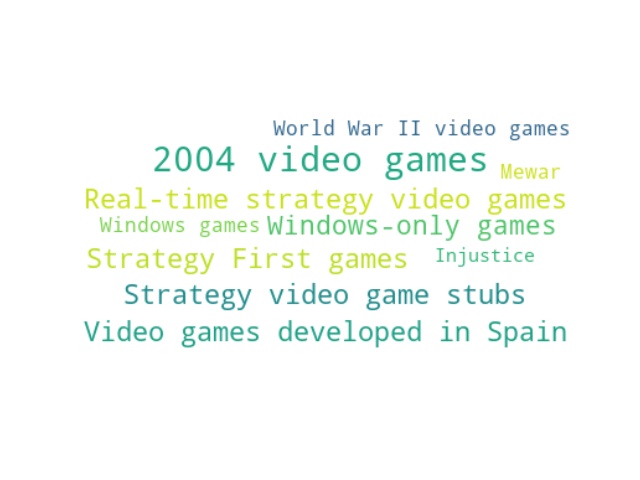 World War II video games
2004 video games
Mewar
Real-time strategy video games
Windows games
Windows-only games
Strategy First games
Injustice
Strategy video game stubs
Video games developed in Spain